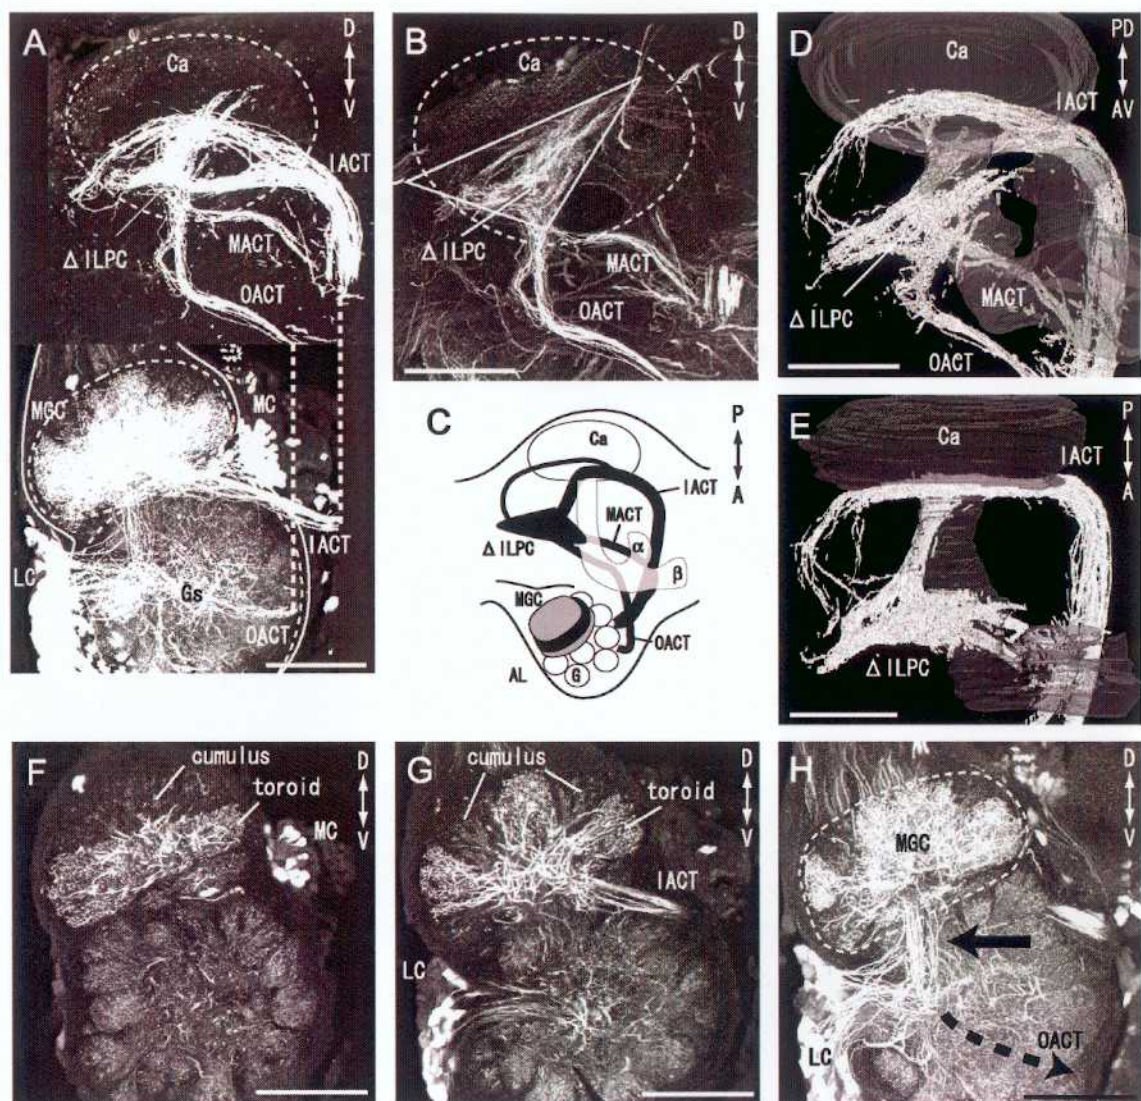 A
D
V
Ca
IACT
MACT
Δ ILPC
OACT
MGC
MC
IACT
LC
Gs
OACT
B
D
V
Ca
Δ ILPC
MACT
OACT
C
P
A
Ca
IACT
MACT
Δ ILPC
α
β
MGC
OACT
AL
G
D
PD
AV
Ca
IACT
MACT
Δ ILPC
OACT
E
P
A
Ca
IACT
Δ ILPC
F
D
V
cumulus
toroid
MC
G
D
V
cumulus
toroid
IACT
LC
H
D
V
MGC
OACT
LC